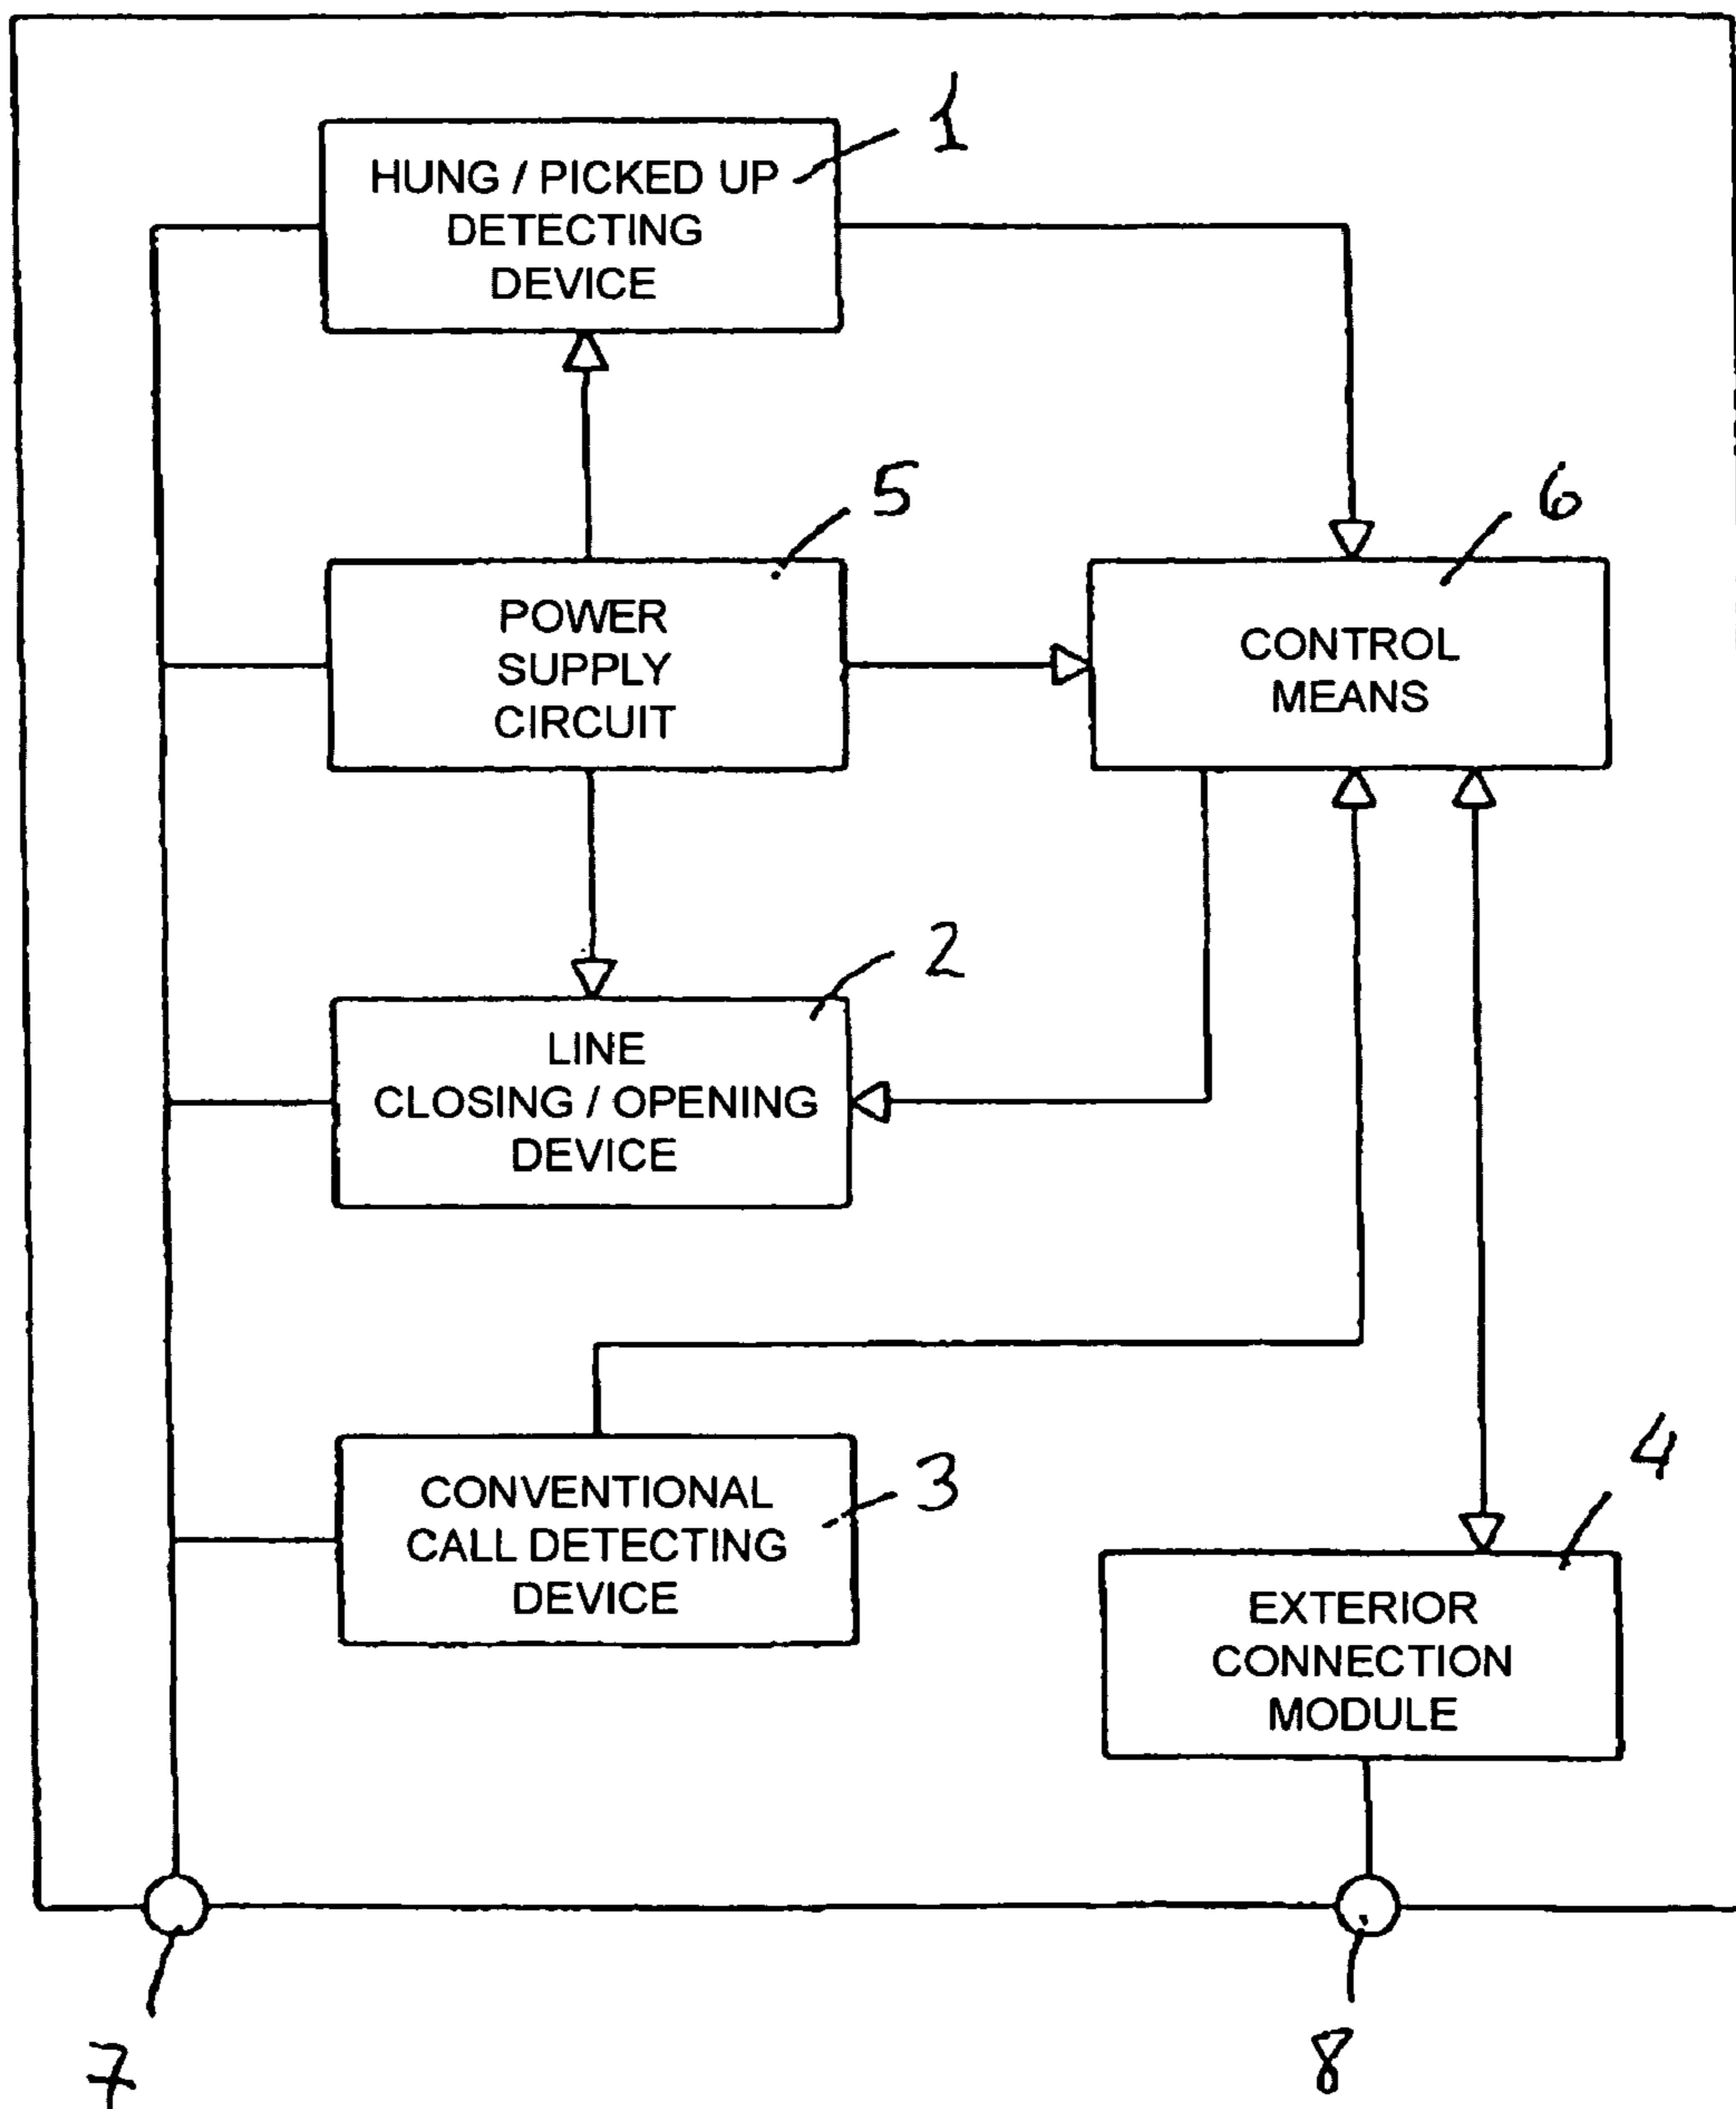 1
HUNG / PICKED UP
DETECTING
DEVICE
5
POWER
SUPPLY
CIRCUIT
6
CONTROL
MEANS
2
LINE
CLOSING / OPENING
DEVICE
3
CONVENTIONAL
CALL DETECTING
DEVICE
4
EXTERIOR
CONNECTION
MODULE
7
8